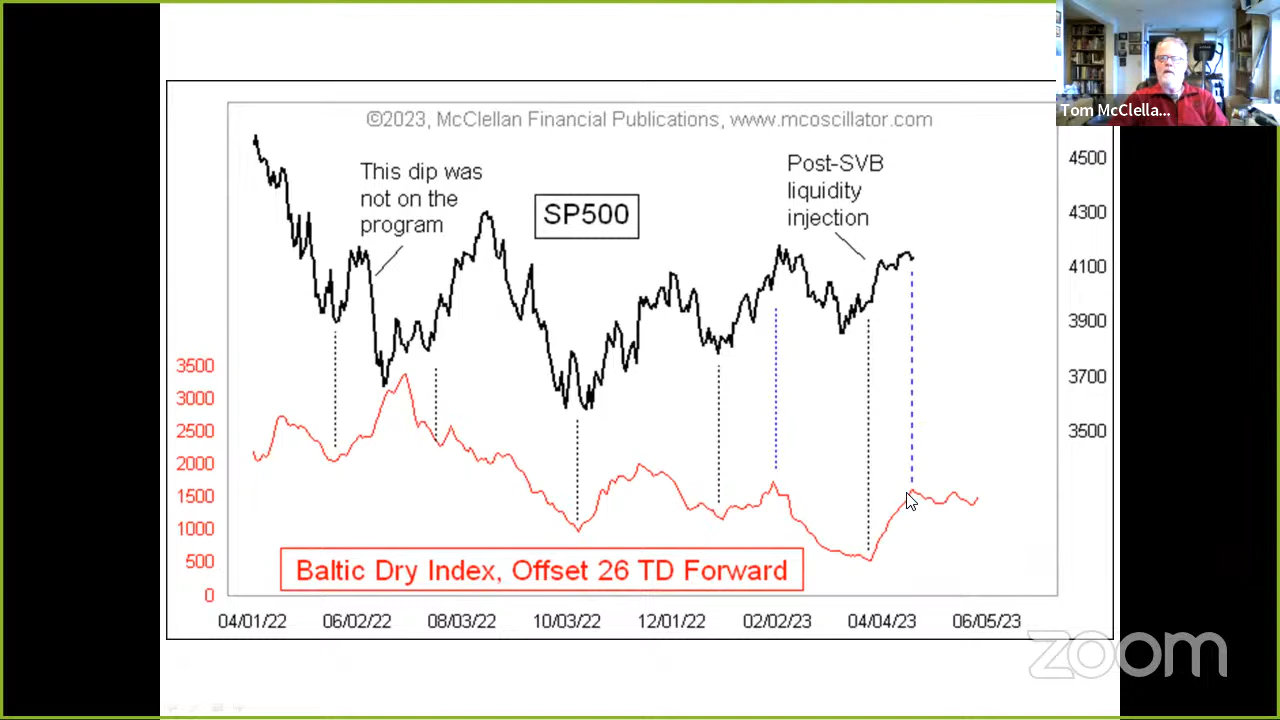 Tom McClella...
©2023, McClellan Financial Publications, www.mcoscillator.com
This dip was
not on the
program
SP500
Post-SVB
liquidity
injection
4500
4300
4100
3900
3700
3500
3500
3000
2500
2000
1500
1000
500
0
Baltic Dry Index, Offset 26 TD Forward
04/01/22 06/02/22 08/03/22 10/03/22 12/01/22 02/02/23 04/04/23 06/05/23
zoom